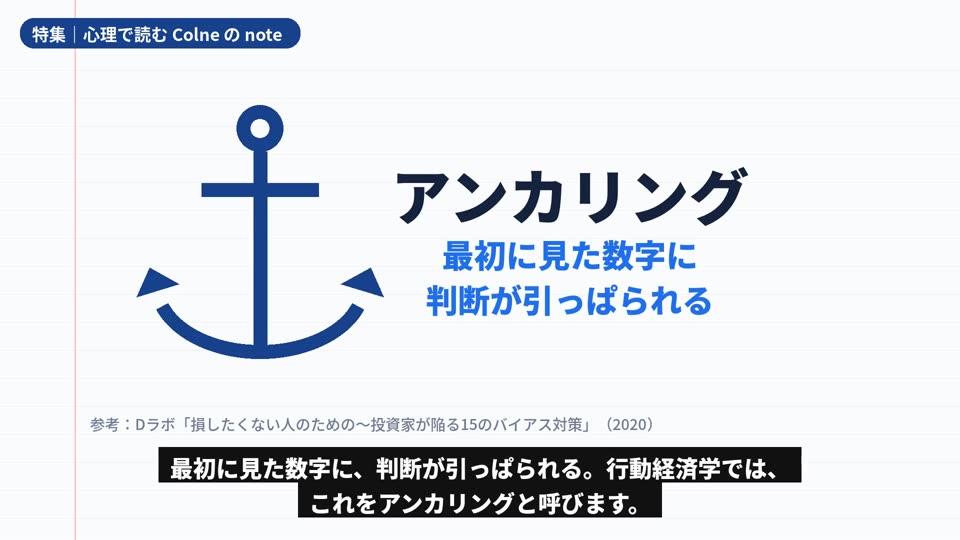 特集｜心理で読む Colne の note
アンカリング
最初に見た数字に
判断が引っぱられる
参考：Dラボ「損したくない人のための～投資家が陥る15のバイアス対策」（2020）
最初に見た数字に、判断が引っぱられる。行動経済学では、
これをアンカリングと呼びます。